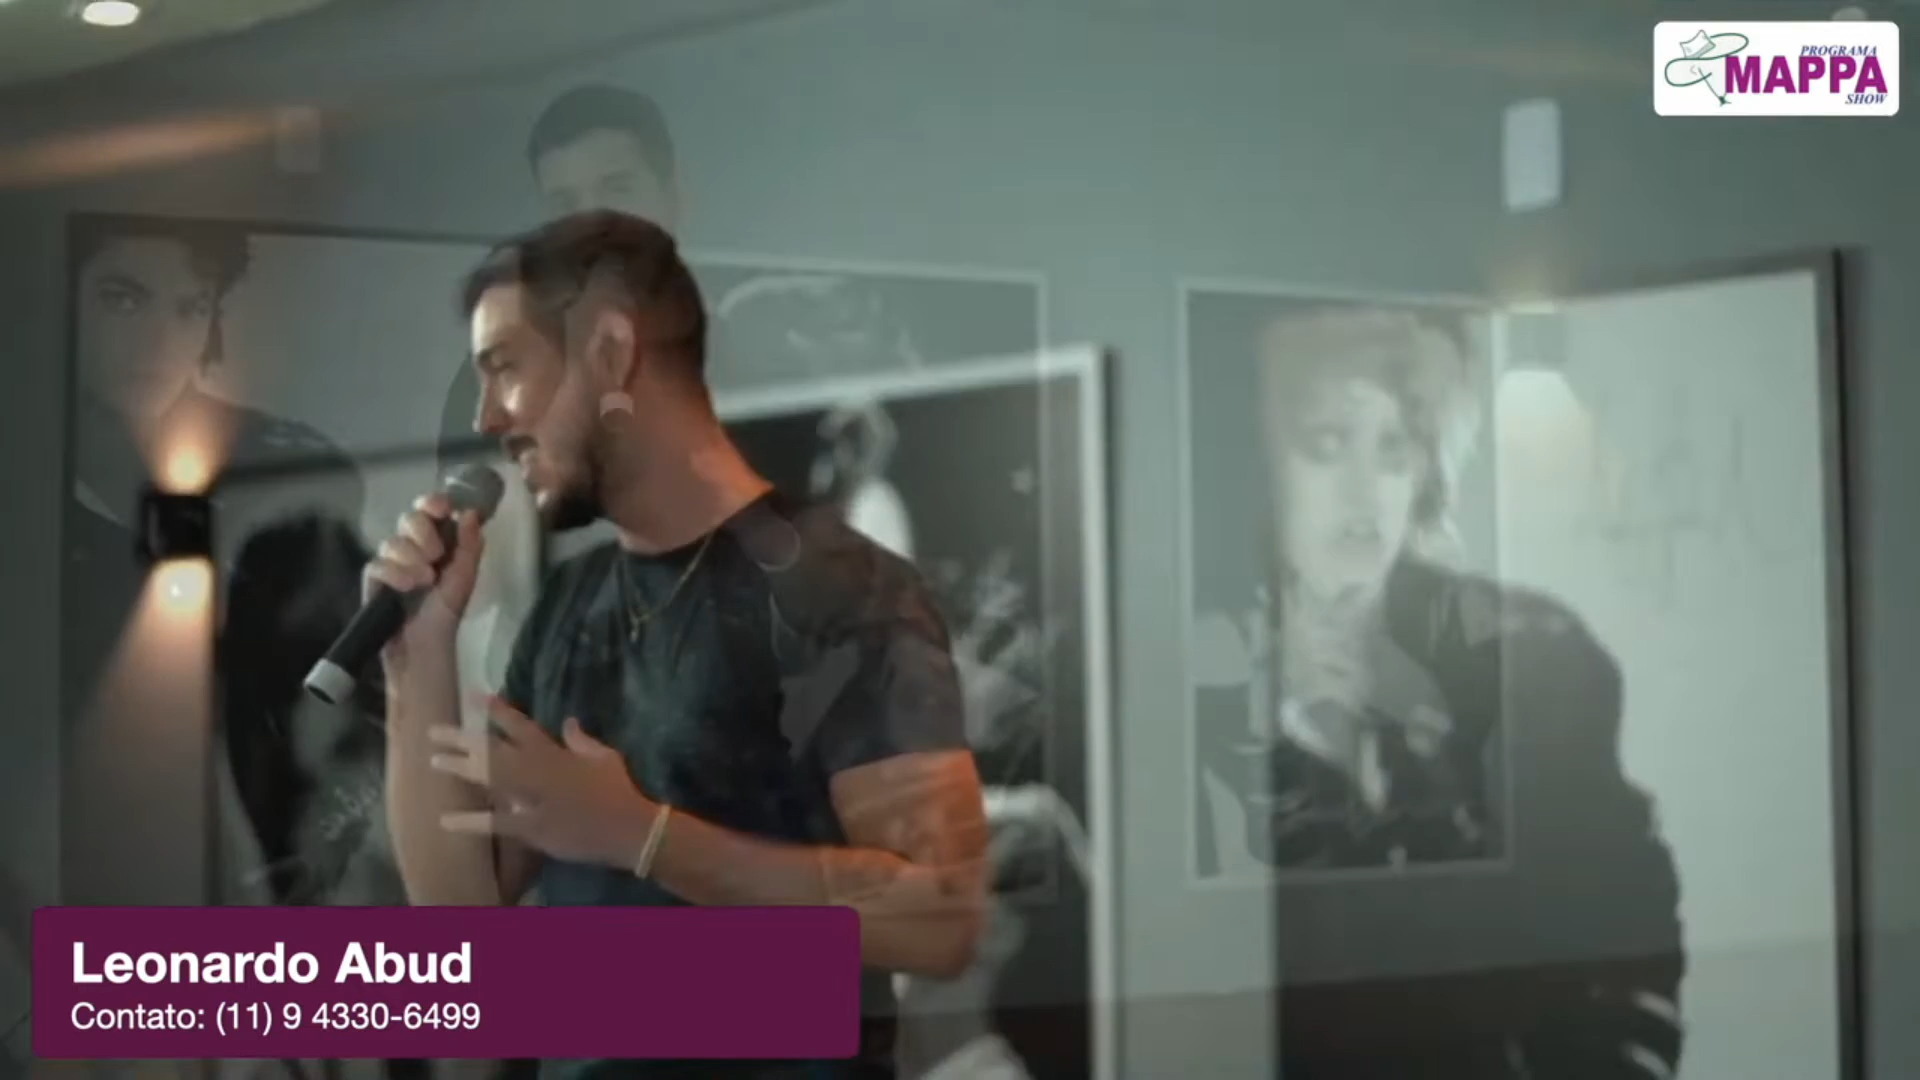 PROGRAMA
MAPPA
SHOW
Leonardo Abud
Contato: (11) 9 4330-6499